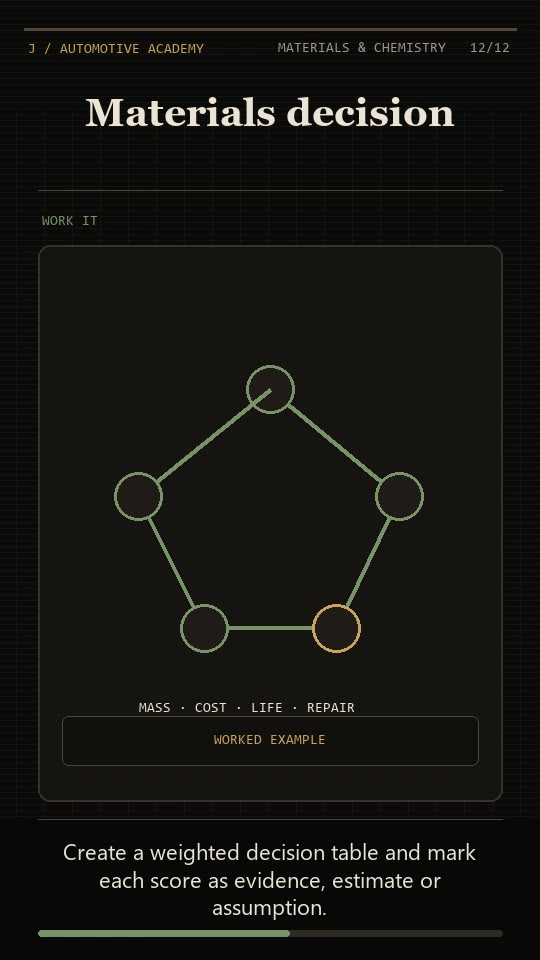 J / AUTOMOTIVE ACADEMY
MATERIALS & CHEMISTRY 12/12
Materials decision
WORK IT
MASS · COST · LIFE · REPAIR
WORKED EXAMPLE
Create a weighted decision table and mark
each score as evidence, estimate or
assumption.